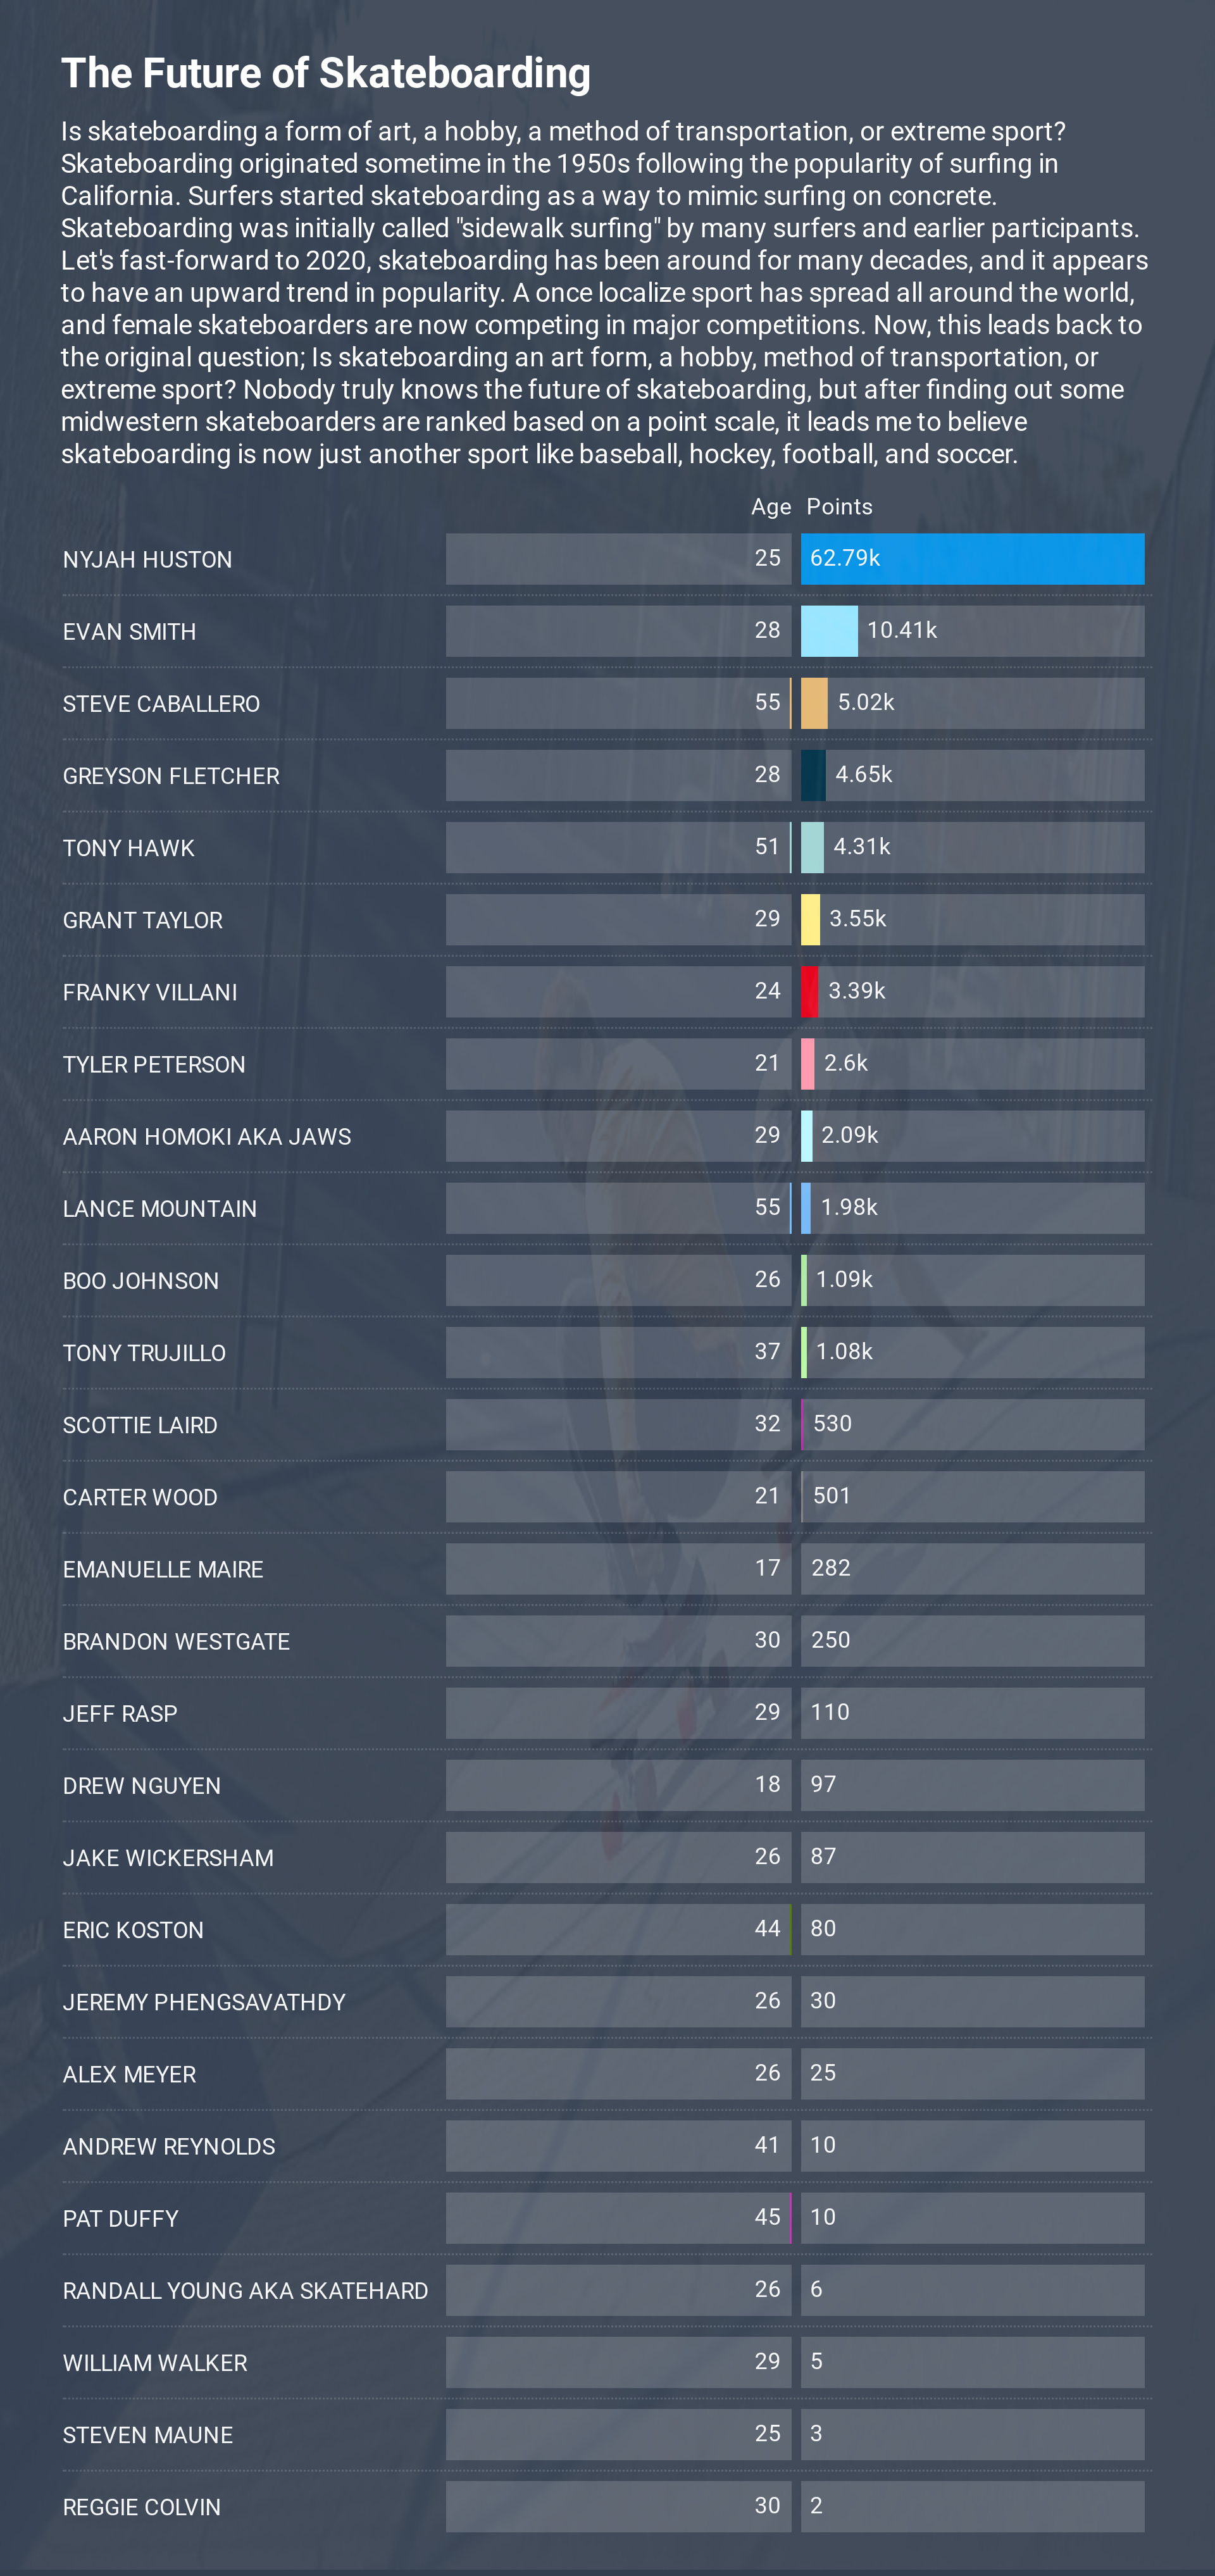 The Future of Skateboarding
Is skateboarding a form of art, a hobby, a method of transportation, or extreme sport?
Skateboarding originated sometime in the 1950s following the popularity of surfing in
California. Surfers started skateboarding as a way to mimic surfing on concrete.
Skateboarding was initially called "sidewalk surfing" by many surfers and earlier participants.
Let's fast-forward to 2020, skateboarding has been around for many decades, and it appears
to have an upward trend in popularity. A once localize sport has spread all around the world,
and female skateboarders are now competing in major competitions. Now, this leads back to
the original question; Is skateboarding an art form, a hobby, method of transportation, or
extreme sport? Nobody truly knows the future of skateboarding, but after finding out some
midwestern skateboarders are ranked based on a point scale, it leads me to believe
skateboarding is now just another sport like baseball, hockey, football, and soccer.
Age Points
NYJAH HUSTON 25 62.79k
EVAN SMITH 28 10.41k
STEVE CABALLERO 55 5.02k
GREYSON FLETCHER 28 4.65k
TONY HAWK 51 4.31k
GRANT TAYLOR 29 3.55k
FRANKY VILLANI 24 3.39k
TYLER PETERSON 21 2.6k
AARON HOMOKI AKA JAWS 29 2.09k
LANCE MOUNTAIN 55 1.98k
BOO JOHNSON 26 1.09k
TONY TRUJILLO 37 1.08k
SCOTTIE LAIRD 32 530
CARTER WOOD 21 501
EMANUELLE MAIRE 17 282
BRANDON WESTGATE 30 250
JEFF RASP 29 110
DREW NGUYEN 18 97
JAKE WICKERSHAM 26 87
ERIC KOSTON 44 80
JEREMY PHENGSAVATHDY 26 30
ALEX MEYER 26 25
ANDREW REYNOLDS 41 10
PAT DUFFY 45 10
RANDALL YOUNG AKA SKATEHARD 26 6
WILLIAM WALKER 29 5
STEVEN MAUNE 25 3
REGGIE COLVIN 30 2